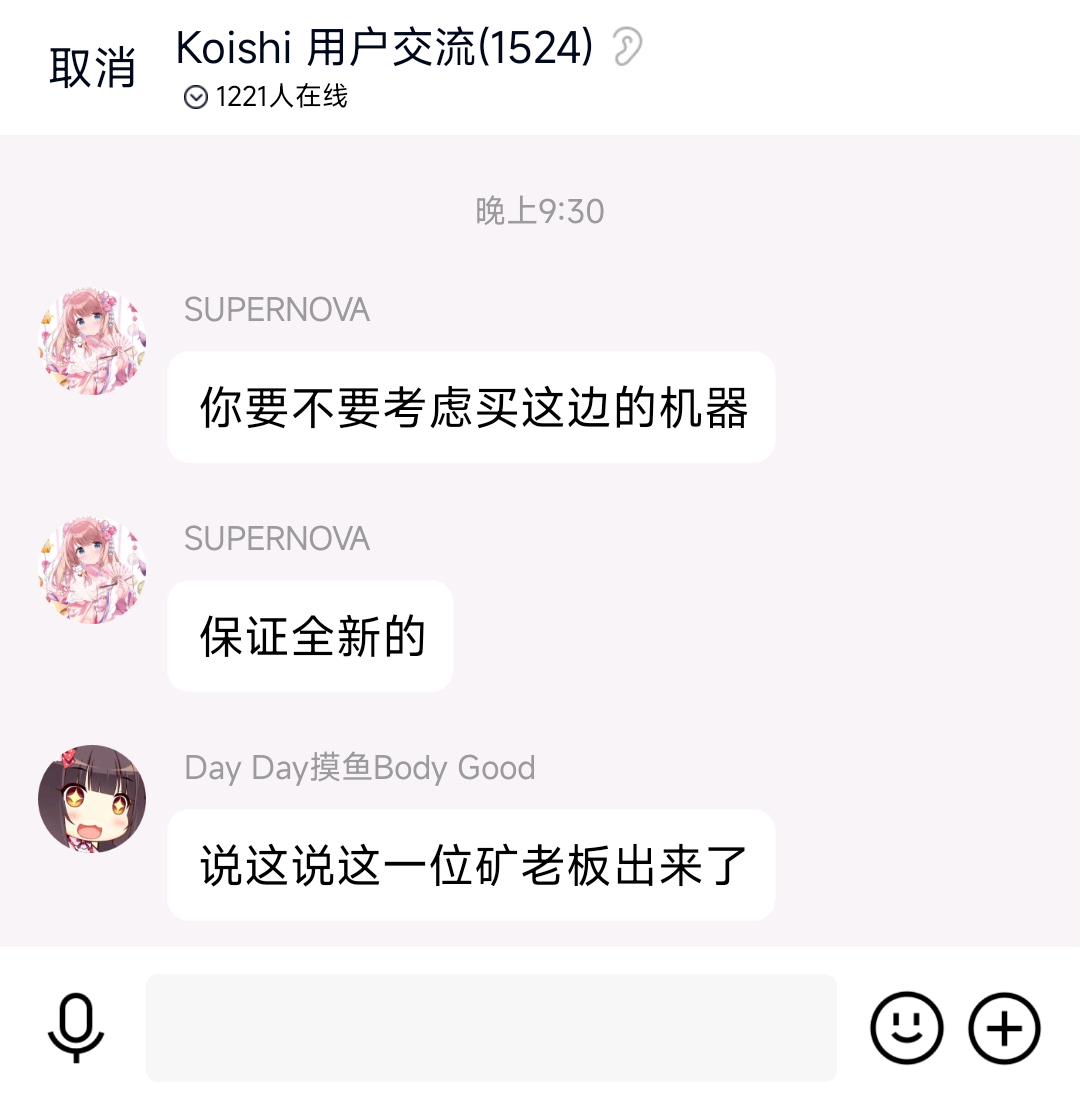 取消
Koishi 用户交流(1524)
1221人在线
晚上9:30
SUPERNOVA
你要不要考虑买这边的机器
SUPERNOVA
保证全新的
Day Day摸鱼Body Good
说这说这一位矿老板出来了